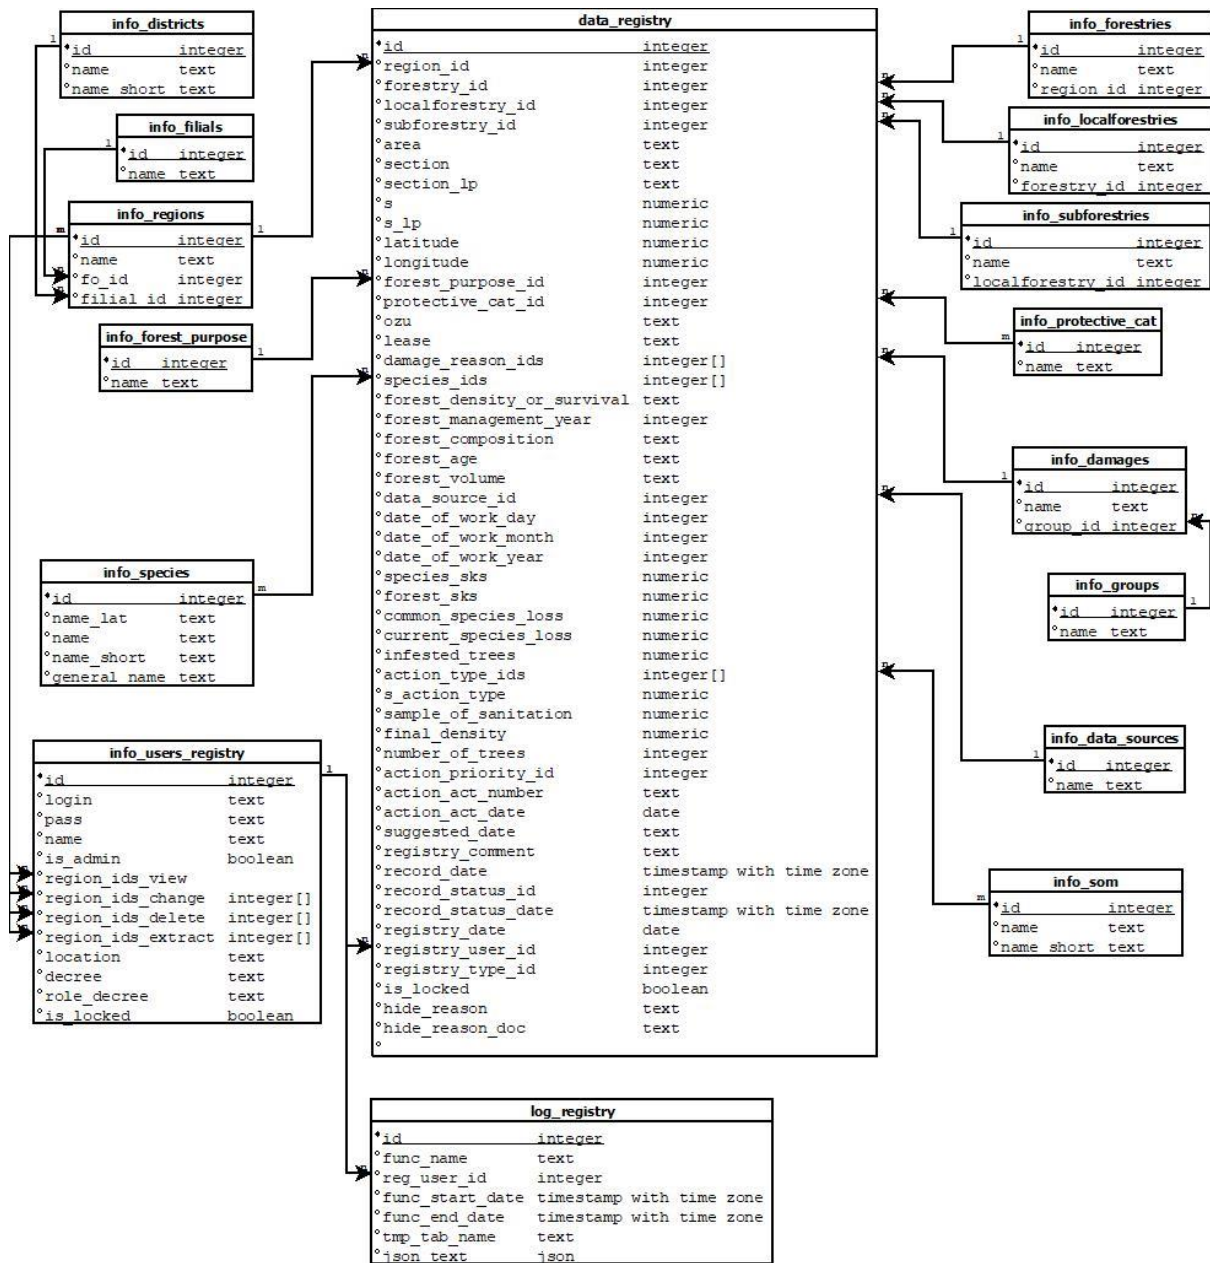 info_districts
id integer
name text
name_short text
info_filials
id integer
name text
info_regions
id integer
name text
fo_id integer
filial_id integer
info_forest_purpose
id integer
name text
info_species
id integer
name_lat text
name text
name_short text
general_name text
info_users_registry
id integer
login text
pass text
name text
is_admin boolean
region_ids_view
region_ids_change integer[]
region_ids_delete integer[]
region_ids_extract integer[]
location text
decree text
role_decree text
is_locked boolean
data_registry
id integer
region_id integer
forestry_id integer
localforestry_id integer
subforestry_id integer
area text
section text
section_lp text
s numeric
s_lp numeric
latitude numeric
longitude numeric
forest_purpose_id integer
protective_cat_id integer
ozu text
lease text
damage_reason_ids integer[]
species_ids integer[]
forest_density_or_survival text
forest_management_year integer
forest_composition text
forest_age text
forest_volume text
data_source_id integer
date_of_work_day integer
date_of_work_month integer
date_of_work_year integer
species_sks numeric
forest_sks numeric
common_species_loss numeric
current_species_loss numeric
infested_trees numeric
action_type_ids integer[]
s_action_type numeric
sample_of_sanitation numeric
final_density numeric
number_of_trees integer
action_priority_id integer
action_act_number text
action_act_date date
suggested_date text
registry_comment text
record_date timestamp with time zone
record_status_id integer
record_status_date timestamp with time zone
registry_date date
registry_user_id integer
registry_type_id integer
is_locked boolean
hide_reason text
hide_reason_doc text
log_registry
id integer
func_name text
reg_user_id integer
func_start_date timestamp with time zone
func_end_date timestamp with time zone
tmp_tab_name text
json_text json
info_forestries
id integer
name text
region_id integer
info_localforestries
id integer
name text
forestry_id integer
info_subforestries
id integer
name text
localforestry_id integer
info_protective_cat
id integer
name text
info_damages
id integer
name text
group_id integer
info_groups
id integer
name text
info_data_sources
id integer
name text
info_som
id integer
name text
name_short text
1
1
m
1
1
m
1
1
1
1
m
1
1
1
m